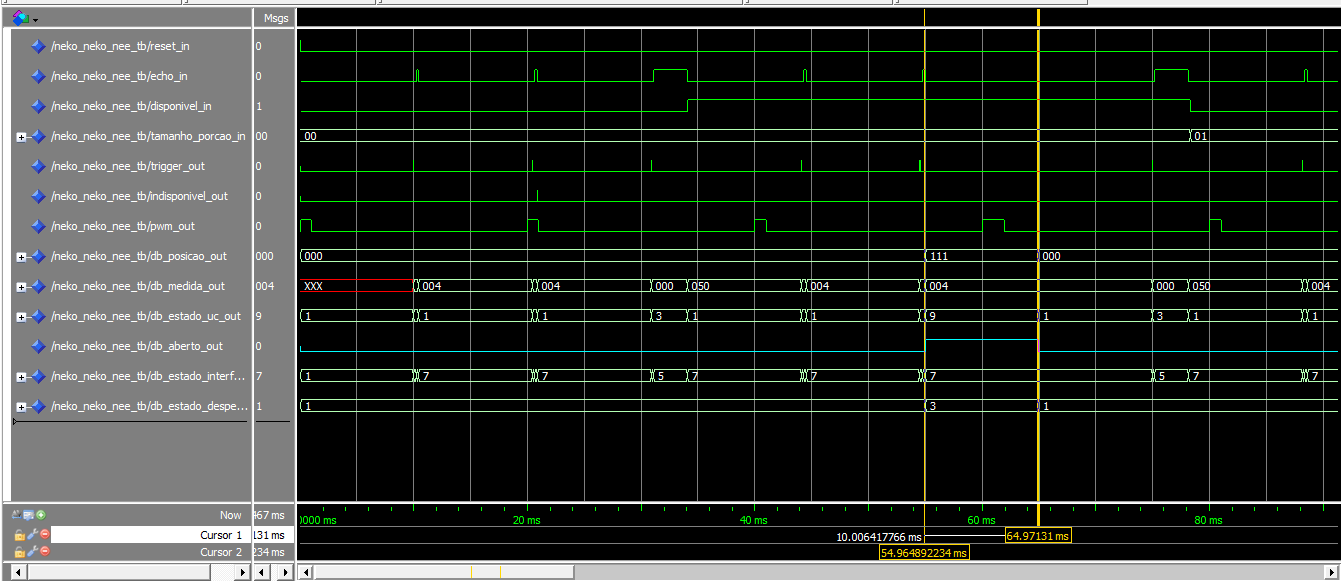 Msgs
/neko_neko_nee_tb/reset_in 0
/neko_neko_nee_tb/echo_in 0
/neko_neko_nee_tb/disponivel_in 1
/neko_neko_nee_tb/tamanho_porcao_in 00 00 01
/neko_neko_nee_tb/trigger_out 0
/neko_neko_nee_tb/indisponivel_out 0
/neko_neko_nee_tb/pwm_out 0
/neko_neko_nee_tb/db_posicao_out 000 000 111 000
/neko_neko_nee_tb/db_medida_out 004 XXX 004 004 000 050 004 004 000 050 004
/neko_neko_nee_tb/db_estado_uc_out 9 1 1 1 3 1 1 9 1 3 1 1
/neko_neko_nee_tb/db_aberto_out 0
/neko_neko_nee_tb/db_estado_interf... 7 1 7 7 5 7 7 7 5 7 7
/neko_neko_nee_tb/db_estado_despe... 1 1 3 1
Now 467 ms 0000 ms 20 ms 40 ms 60 ms 80 ms
Cursor 1 131 ms 10.006417766 ms 64.97131 ms
Cursor 2 234 ms 54.964892234 ms